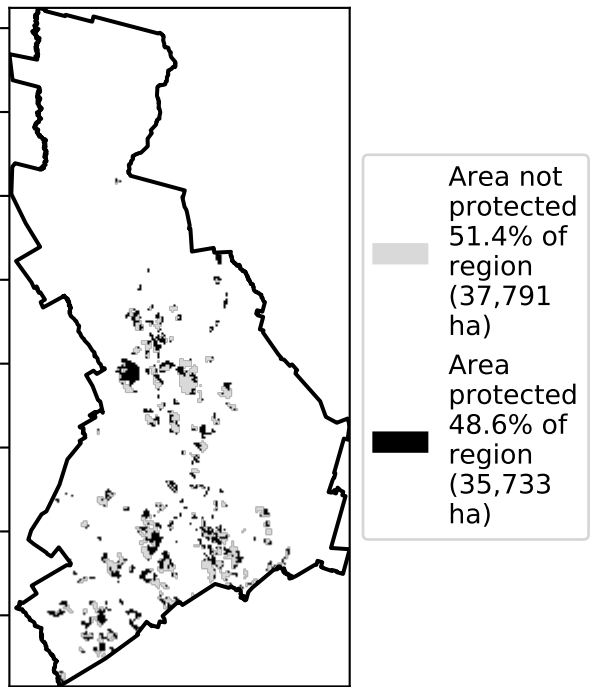 Area not
protected
51.4% of
region
(37,791
ha)
Area
protected
48.6% of
region
(35,733
ha)